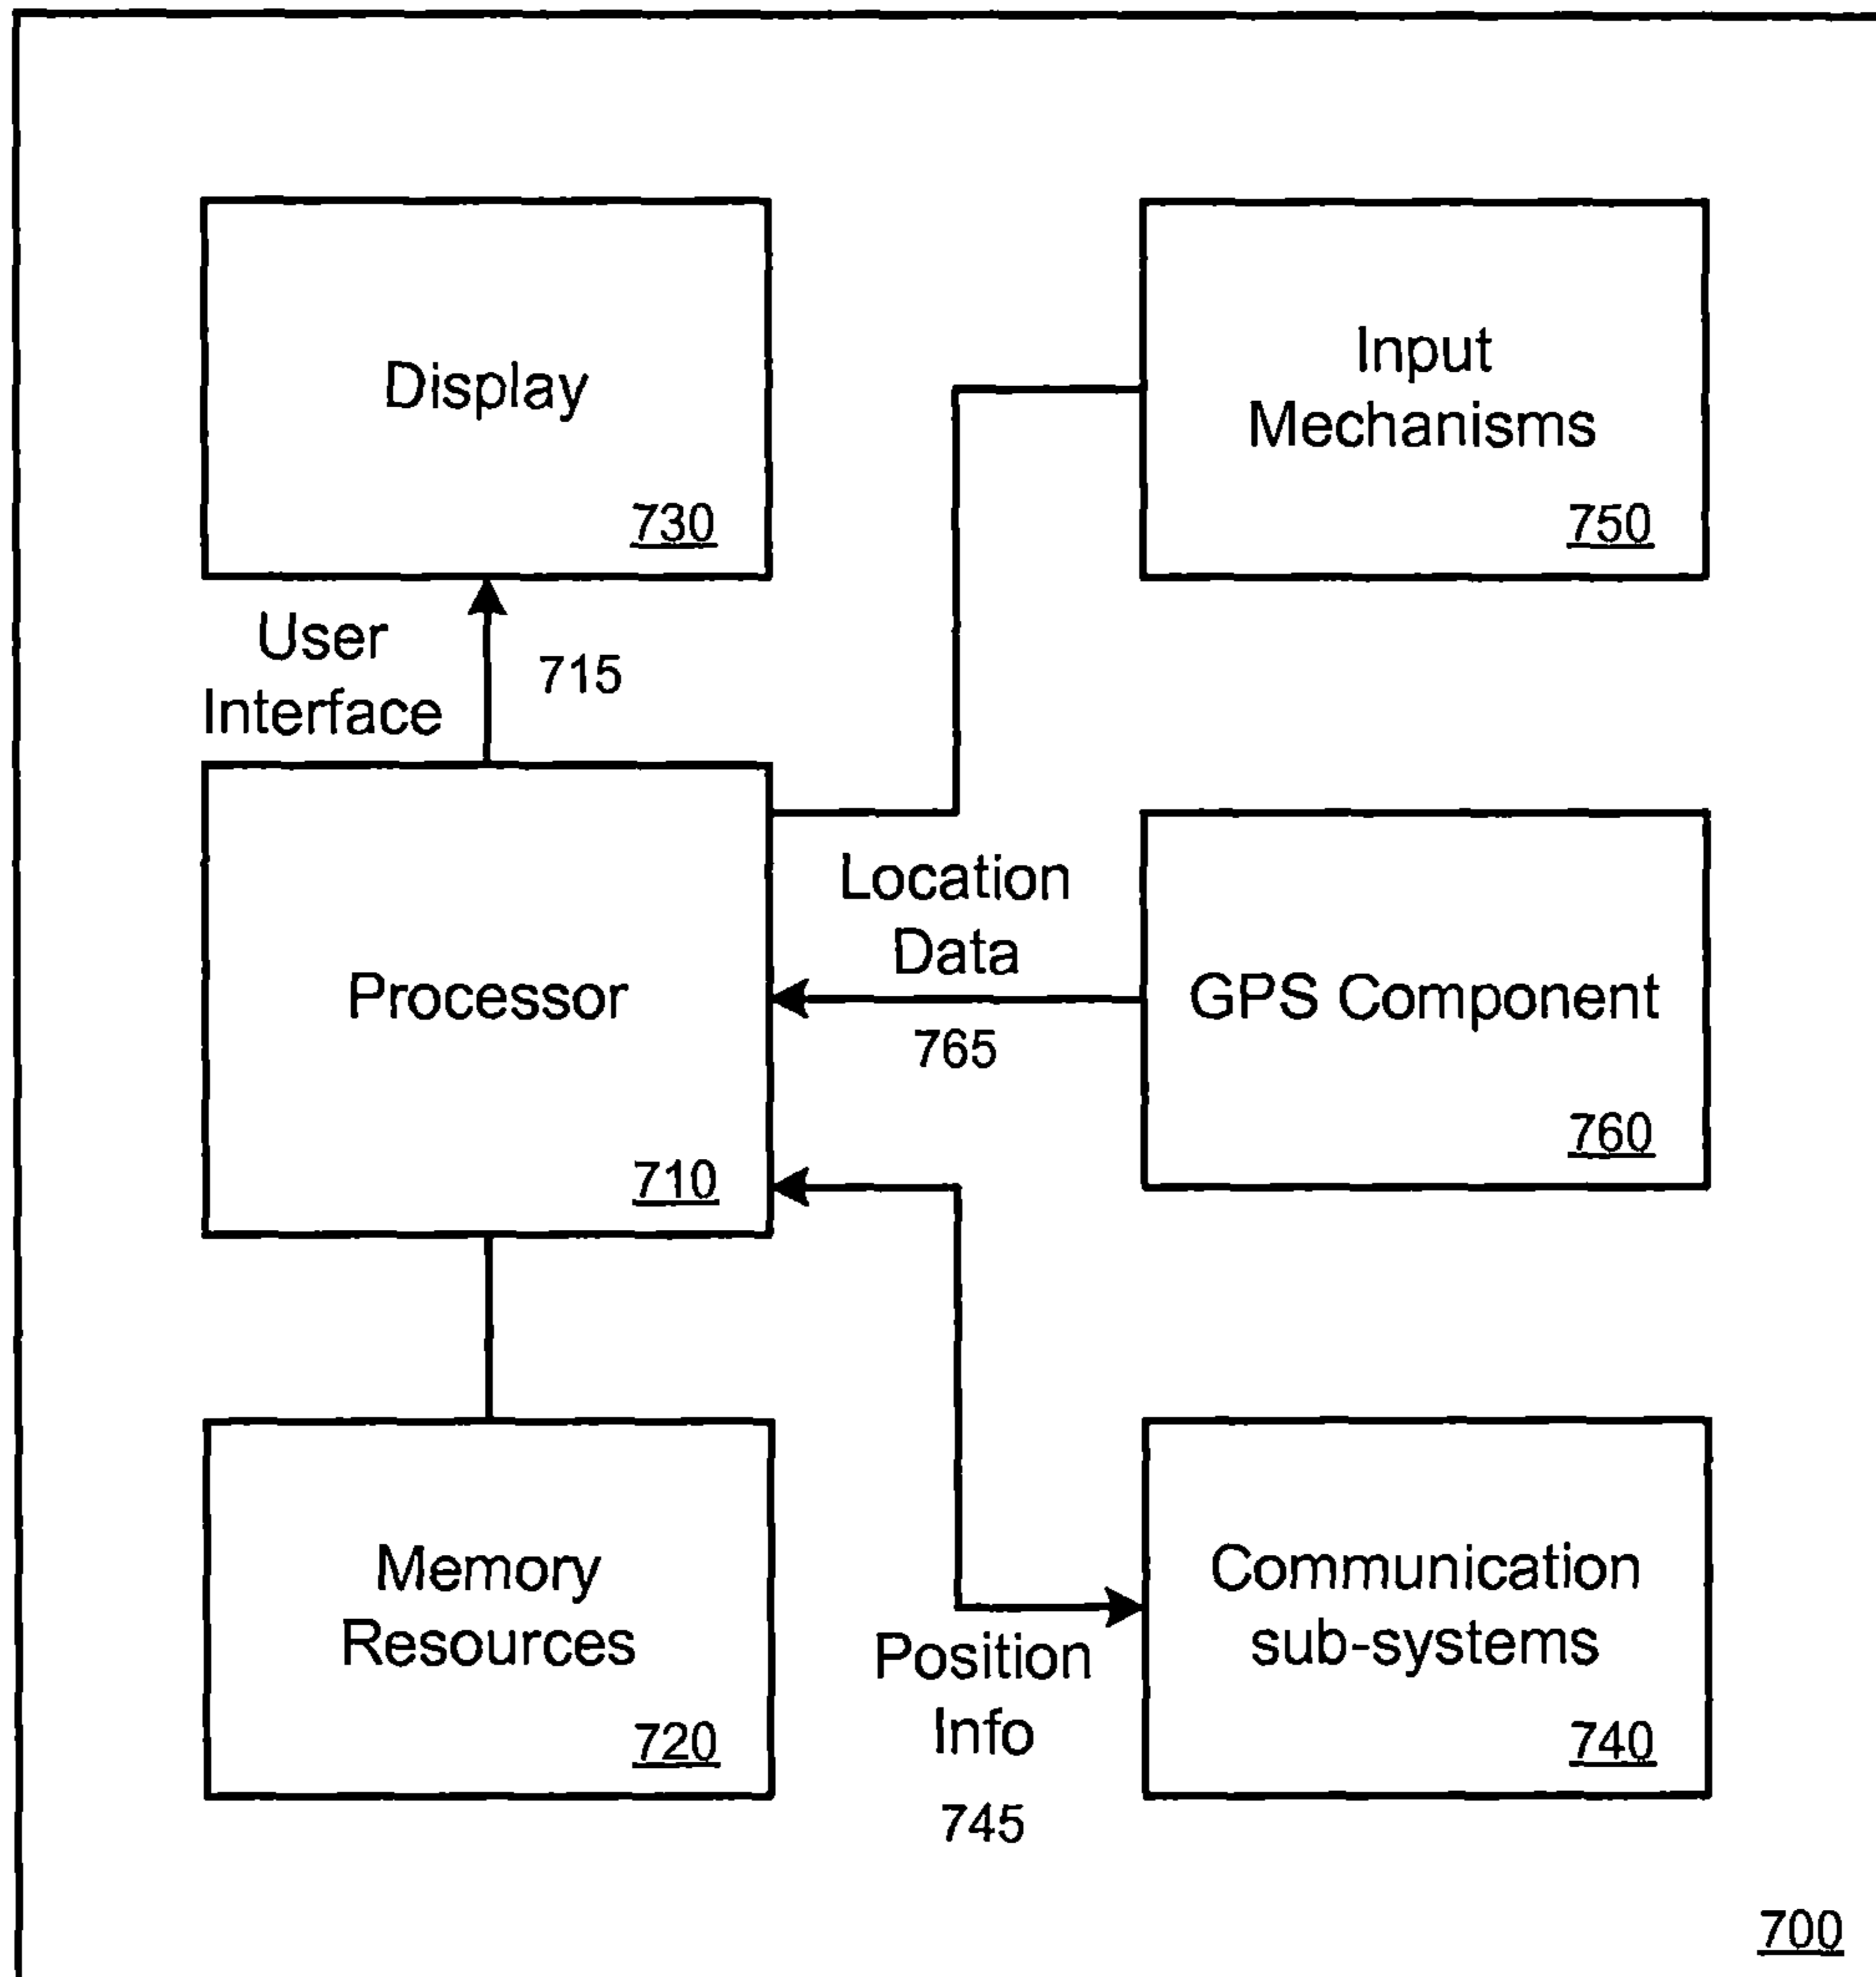 Display
730
Input
Mechanisms
750
User
Interface
715
Processor
710
Location
Data
765
GPS Component
760
Memory
Resources
720
Position
Info
745
Communication
sub-systems
740
700